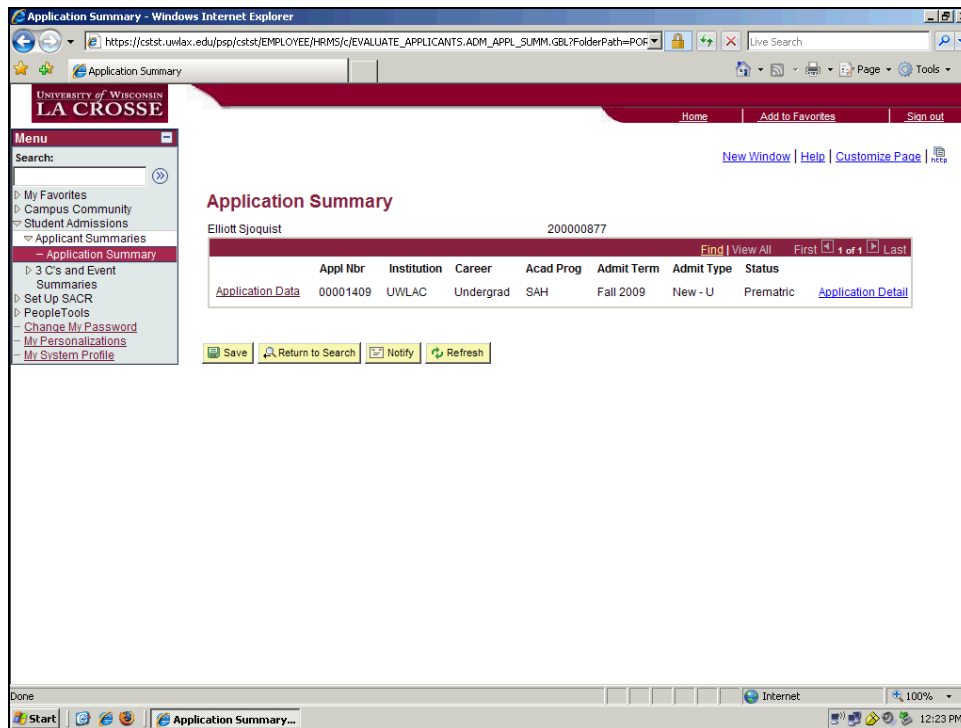 Application Summary - Windows Internet Explorer
https://cstst.uwlax.edu/psp/cstst/EMPLOYEE/HRMS/c/EVALUATE_APPLICANTS.ADM_APPL_SUMM.GBL?FolderPath=POR
Live Search
Application Summary
Page
Tools
UNIVERSITY of WISCONSIN
LA CROSSE
Home
Add to Favorites
Sign out
Menu
Search:
My Favorites
Campus Community
Student Admissions
Applicant Summaries
– Application Summary
3 C's and Event
Summaries
Set Up SACR
PeopleTools
– Change My Password
– My Personalizations
– My System Profile
New Window | Help | Customize Page |
http
Application Summary
Elliott Sjoquist 200000877
Find | View All First 1 of 1 Last
Appl Nbr Institution Career Acad Prog Admit Term Admit Type Status
Application Data 00001409 UWLAC Undergrad SAH Fall 2009 New - U Prematric Application Detail
Save Return to Search Notify Refresh
Done Internet 100%
Start Application Summary... 12:23 PM